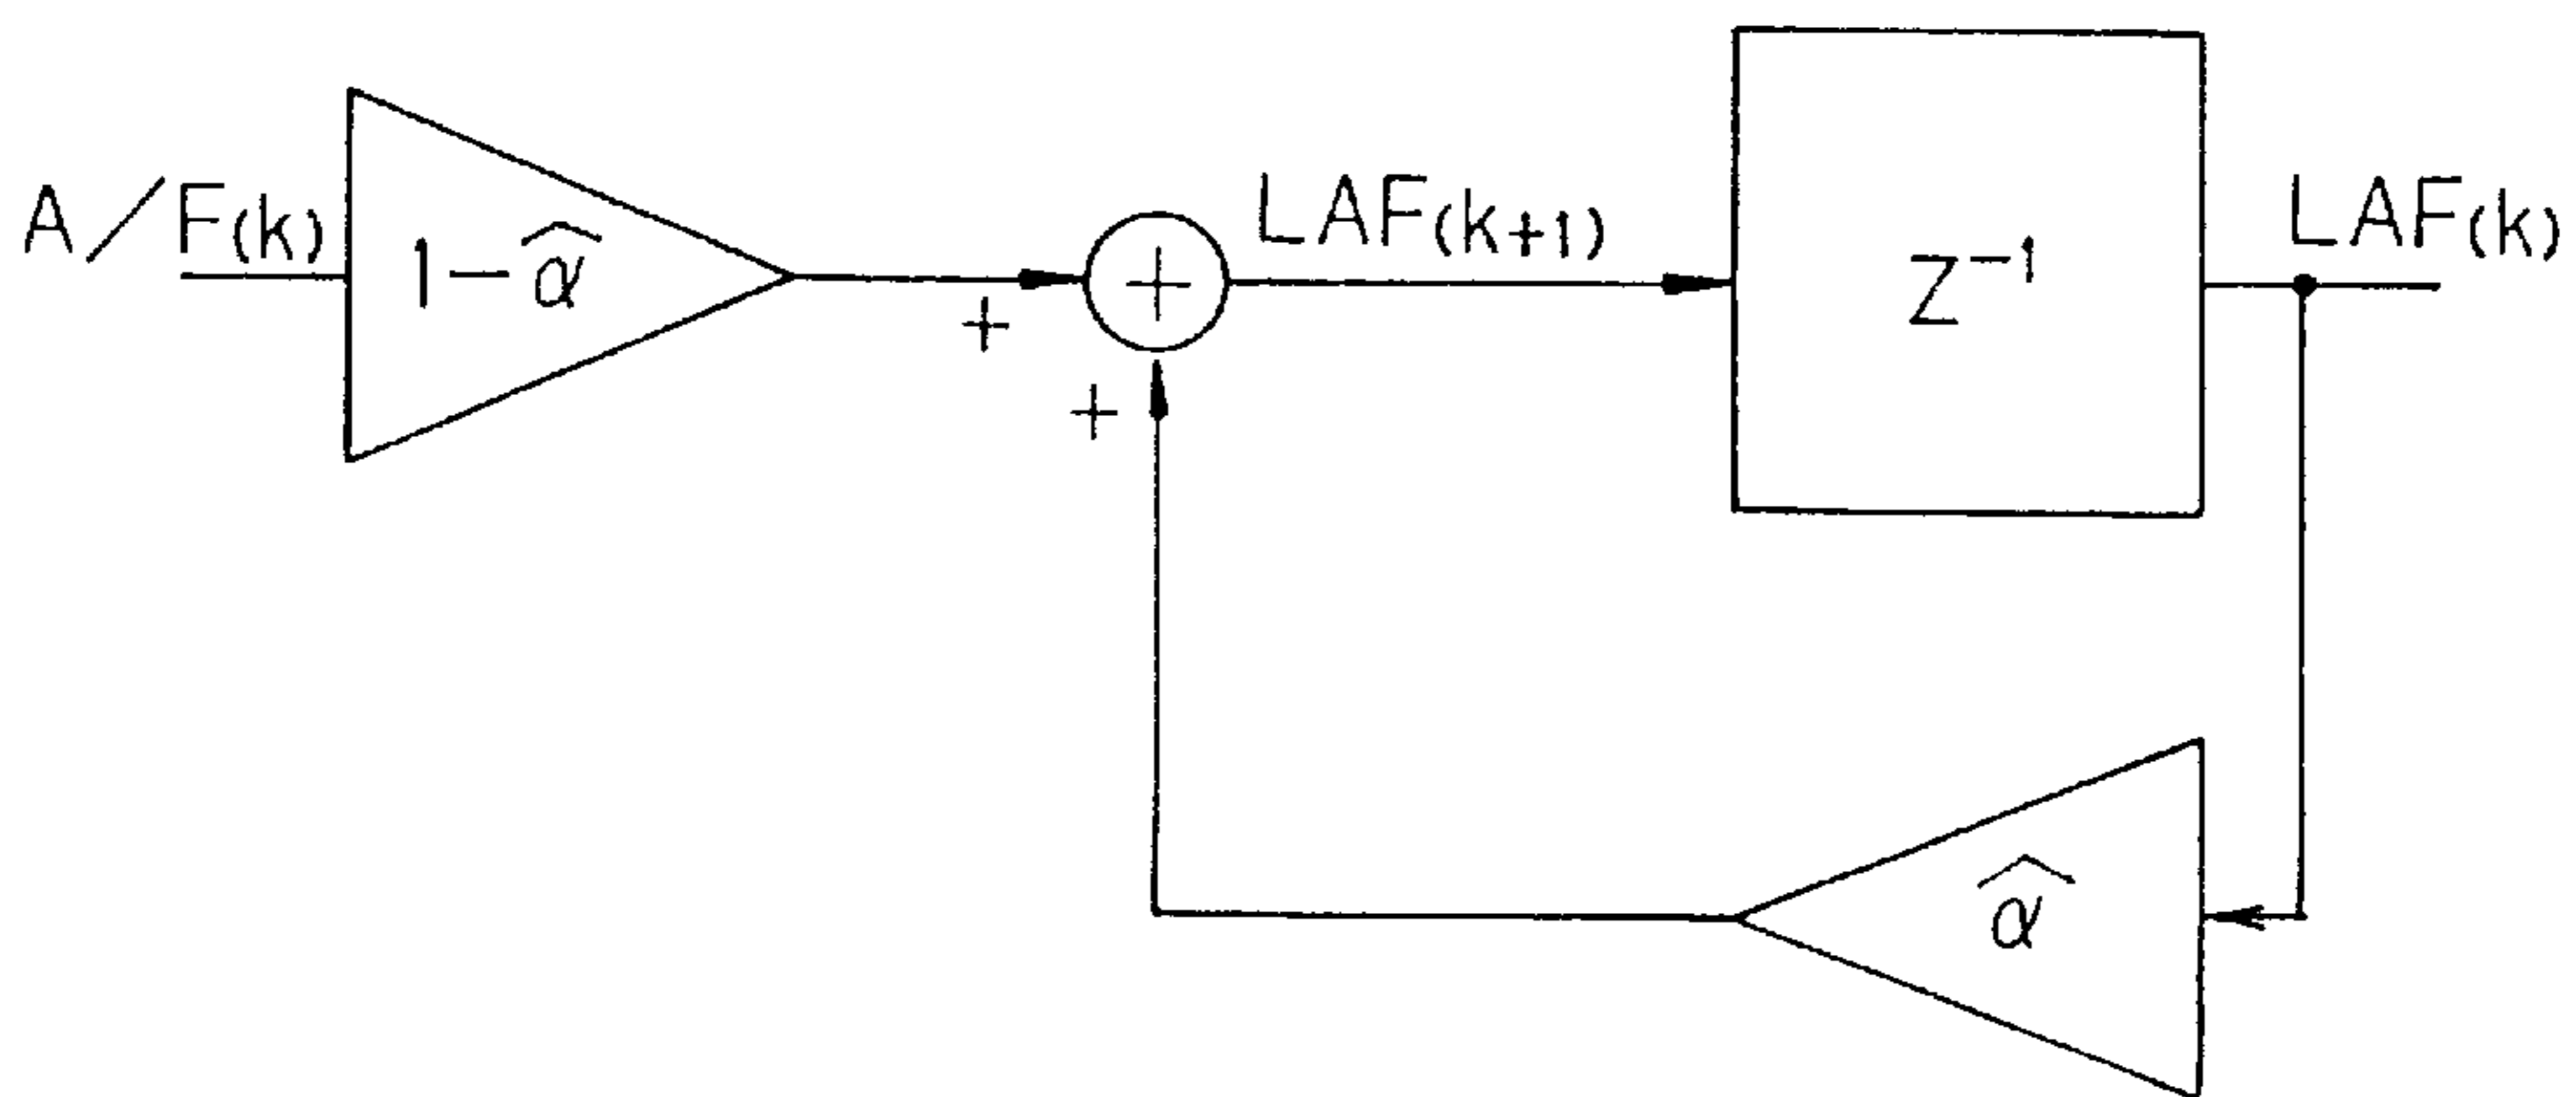 A/F(k)
1-α̂
+
+
+
LAF(k+1)
Z⁻¹
LAF(k)
α̂